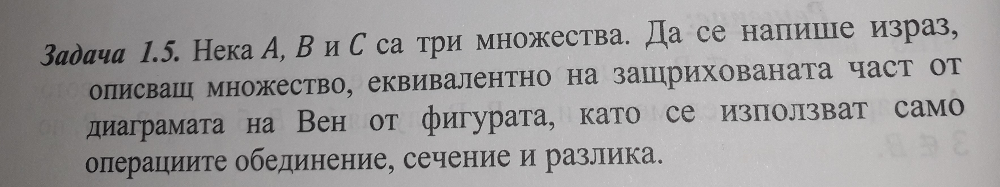 Задача 1.5. Нека A, B и C са три множества. Да се напише израз,
описващ множество, еквивалентно на защрихованата част от
диаграмата на Вен от фигурата, като се използват само
операциите обединение, сечение и разлика.